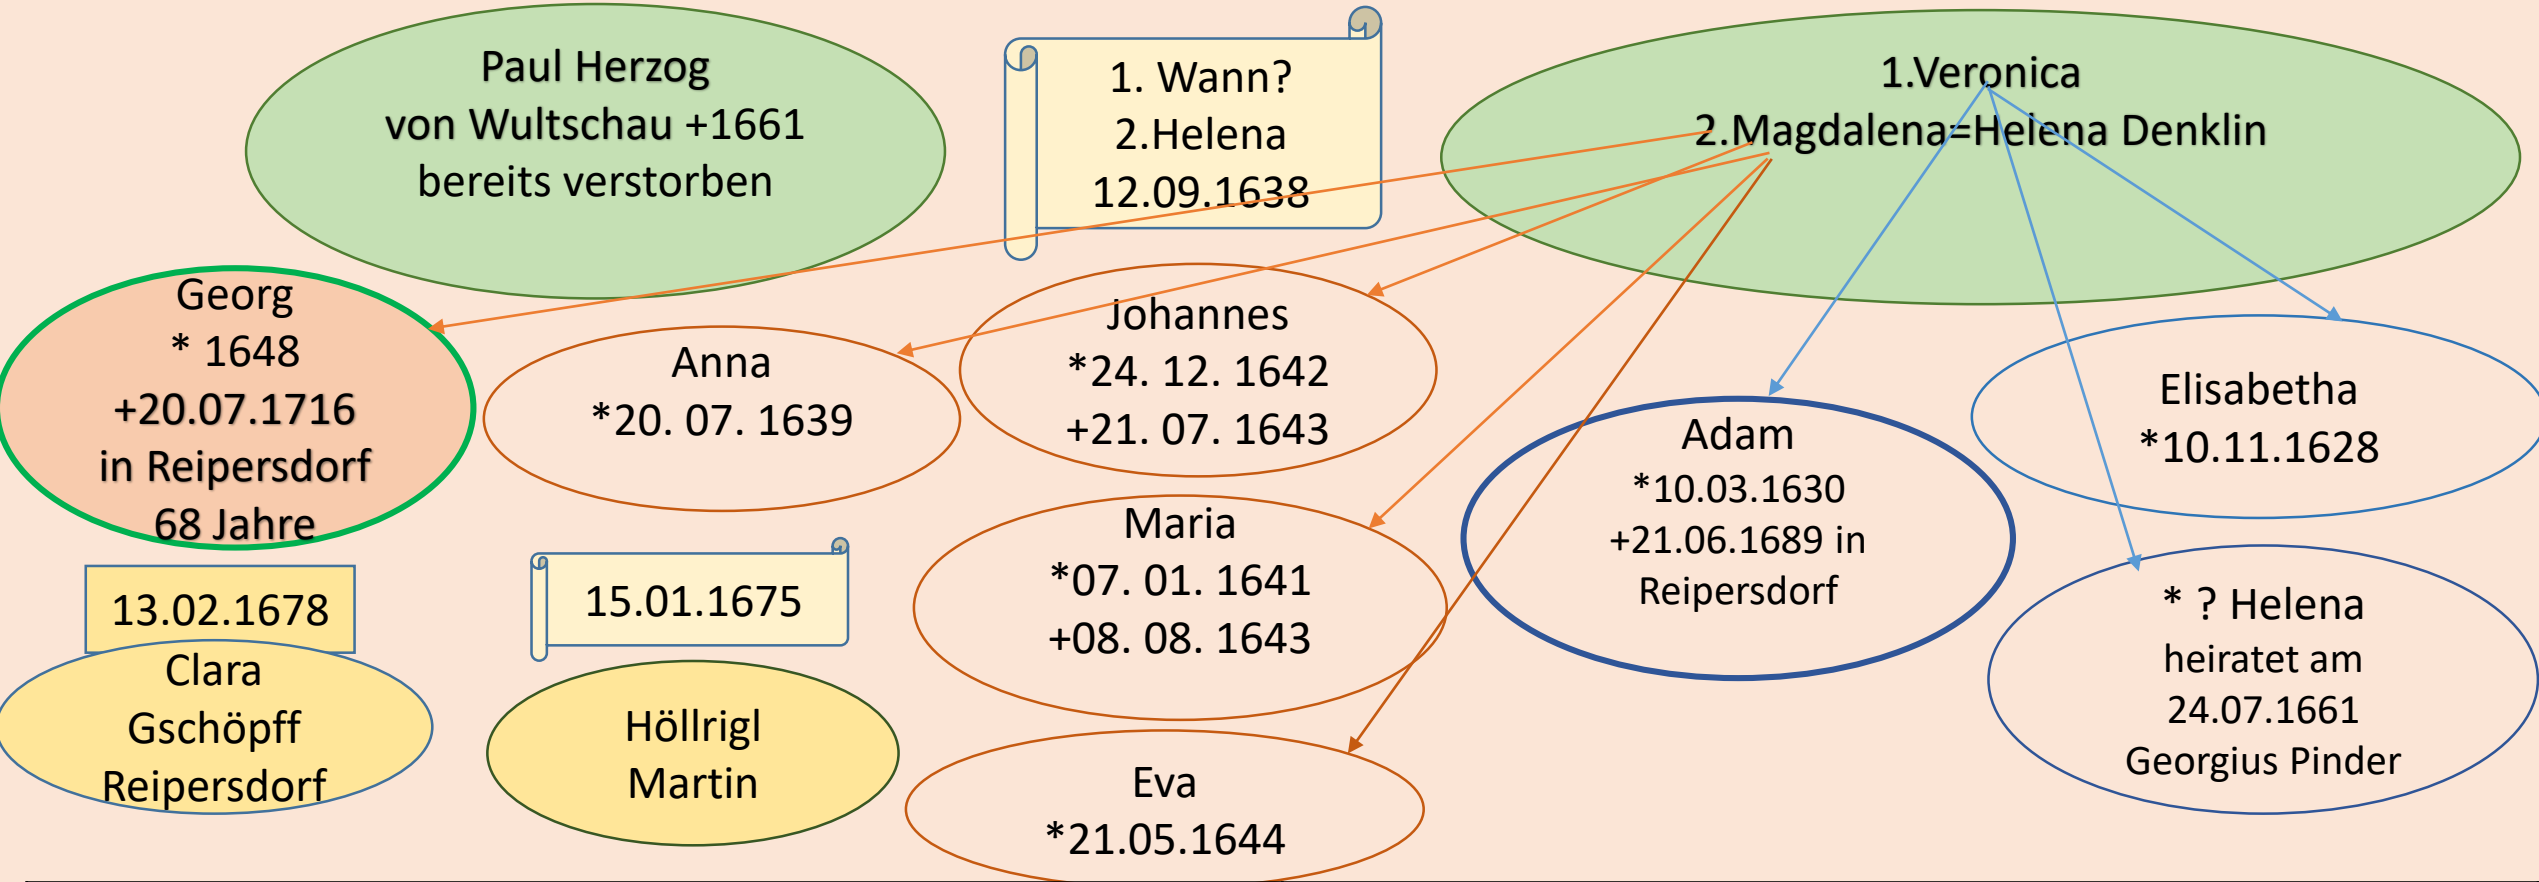 Paul Herzog
von Wultschau +1661
bereits verstorben
1. Wann?
2.Helena
12.09.1638
1.Veronica
2.Magdalena=Helena Denklin
Georg
* 1648
+20.07.1716
in Reipersdorf
68 Jahre
Anna
*20. 07. 1639
Johannes
*24. 12. 1642
+21. 07. 1643
Adam
*10.03.1630
+21.06.1689 in
Reipersdorf
Elisabetha
*10.11.1628
Maria
*07. 01. 1641
+08. 08. 1643
13.02.1678
Clara
Gschöpff
Reipersdorf
15.01.1675
Höllrigl
Martin
Eva
*21.05.1644
* ? Helena
heiratet am
24.07.1661
Georgius Pinder